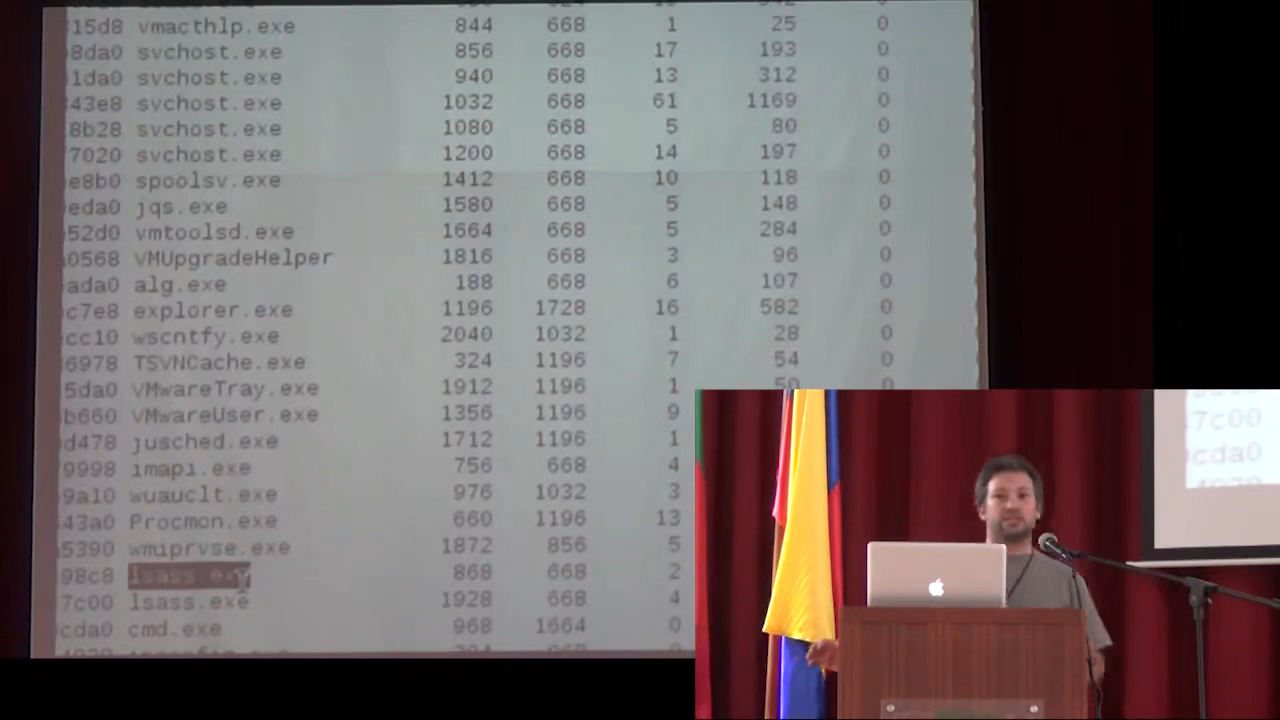 15d8 vmacthlp.exe 844 668 1 25 0
8da0 svchost.exe 856 668 17 193 0
1da0 svchost.exe 940 668 13 312 0
43e8 svchost.exe 1032 668 61 1169 0
8b28 svchost.exe 1080 668 5 80 0
7020 svchost.exe 1200 668 14 197 0
e8b0 spoolsv.exe 1412 668 10 118 0
eda0 jqs.exe 1580 668 5 148 0
52d0 vmtoolsd.exe 1664 668 5 284 0
0568 VMUpgradeHelper 1816 668 3 96 0
ada0 alg.exe 188 668 6 107 0
c7e8 explorer.exe 1196 1728 16 582 0
cc10 wscntfy.exe 2040 1032 1 28 0
6978 TSVNCache.exe 324 1196 7 54 0
5da0 VMwareTray.exe 1912 1196 1 50 0
b660 VMwareUser.exe 1356 1196 9
d478 jusched.exe 1712 1196 1
9998 imapi.exe 756 668 4
9a10 wuauclt.exe 976 1032 3
43a0 Procmon.exe 660 1196 13
5390 wmiprvse.exe 1872 856 5
98c8 lsass.exe 868 668 2
7c00 lsass.exe 1928 668 4
cda0 cmd.exe 968 1664 0
7c00
cda0